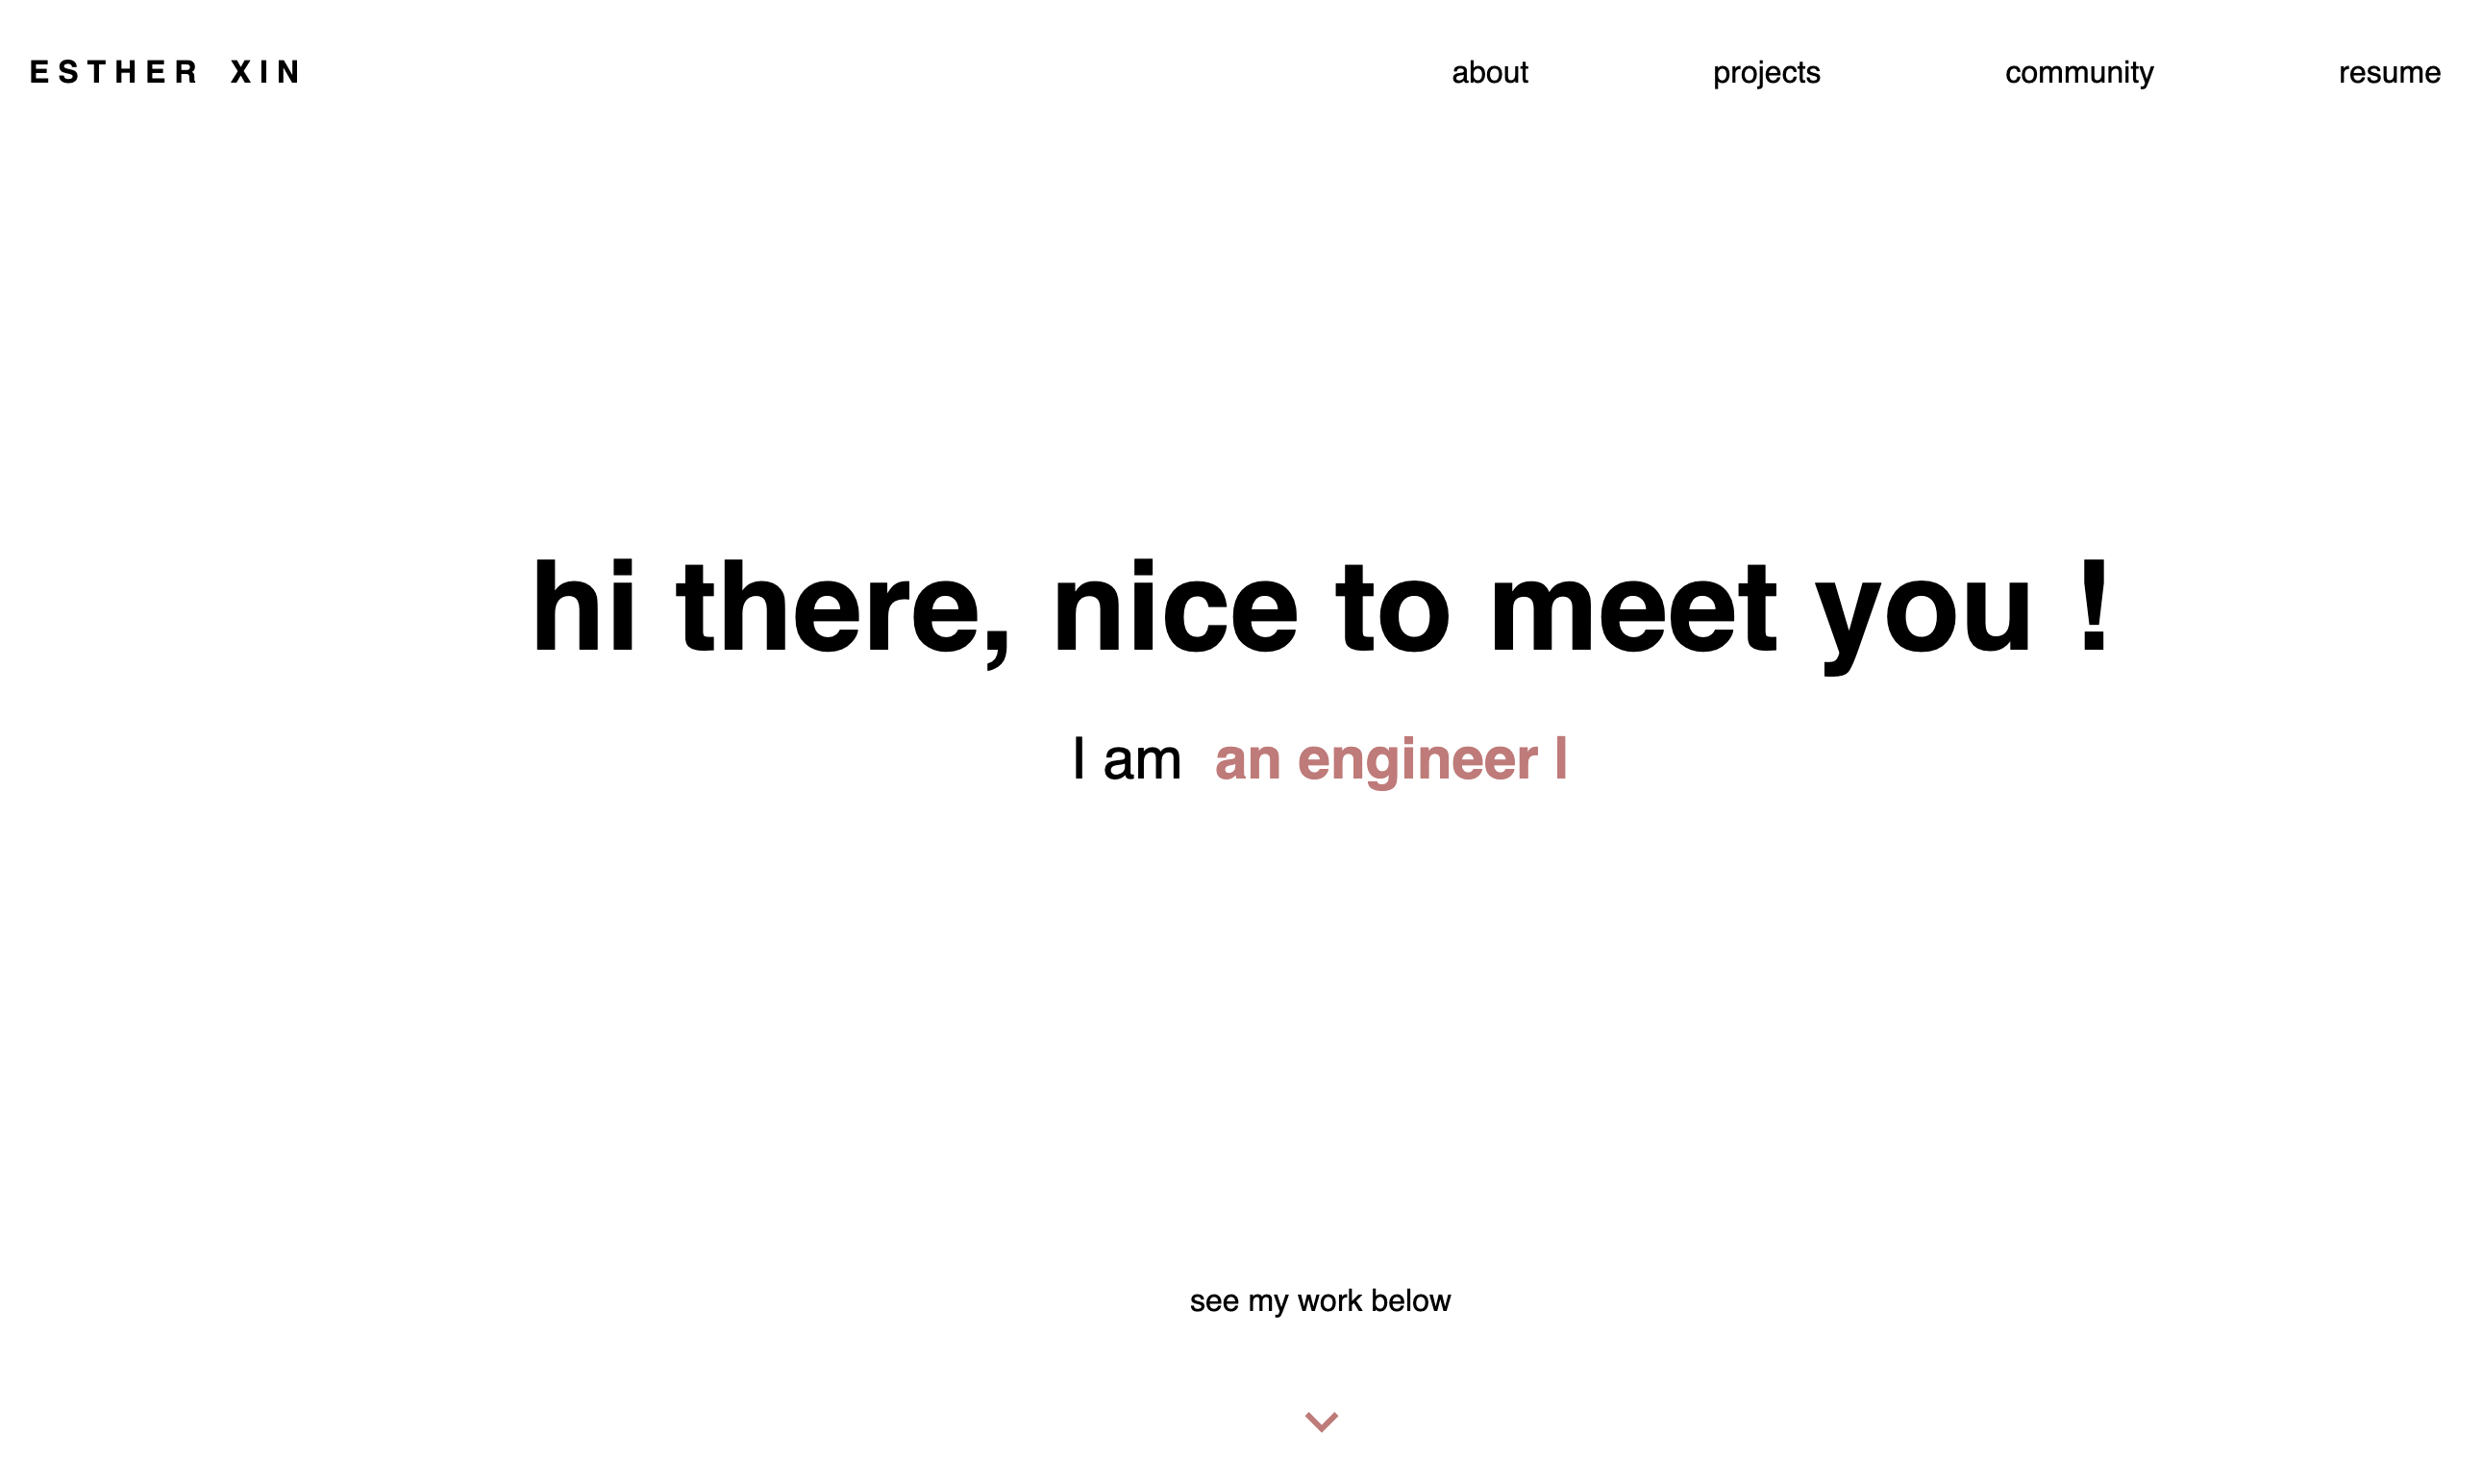 ESTHER XIN
about projects community resume
hi there, nice to meet you !
I am an engineer |
see my work below